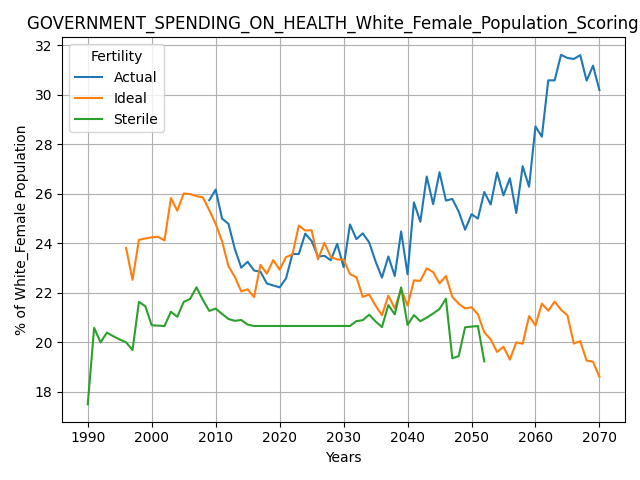 GOVERNMENT_SPENDING_ON_HEALTH_White_Female_Population_Scoring
Fertility
Actual
Ideal
Sterile
% of White_Female Population
32
30
28
26
24
22
20
18
1990 2000 2010 2020 2030 2040 2050 2060 2070
Years